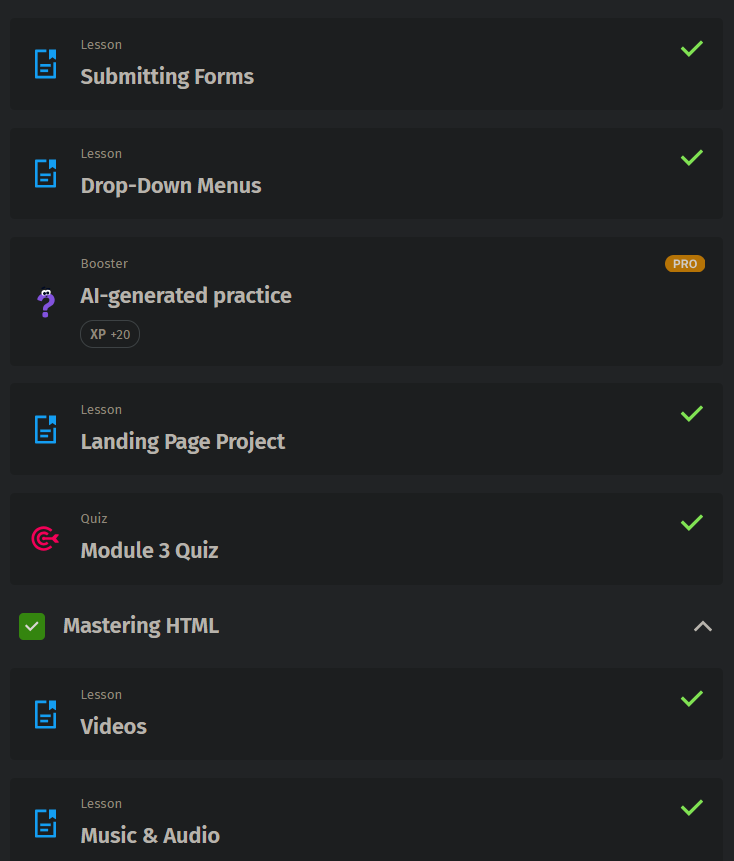 Lesson
Submitting Forms
Lesson
Drop-Down Menus
Booster
PRO
AI-generated practice
XP +20
Lesson
Landing Page Project
Quiz
Module 3 Quiz
Mastering HTML
Lesson
Videos
Lesson
Music & Audio